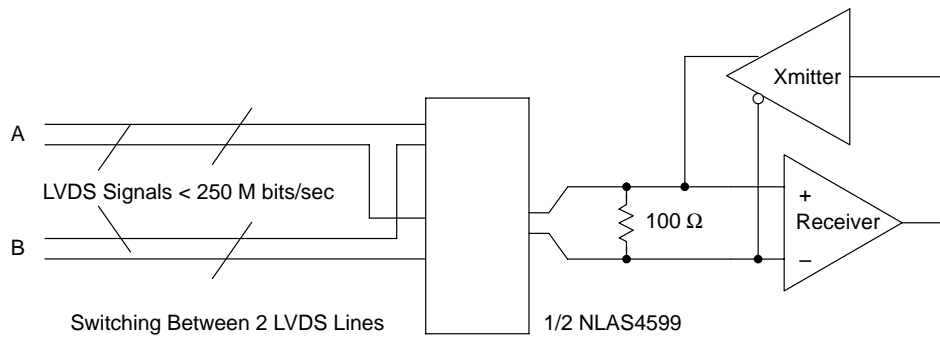 Xmitter
A
LVDS Signals < 250 M bits/sec
+
100 Ω
Receiver
B
−
Switching Between 2 LVDS Lines
1/2 NLAS4599